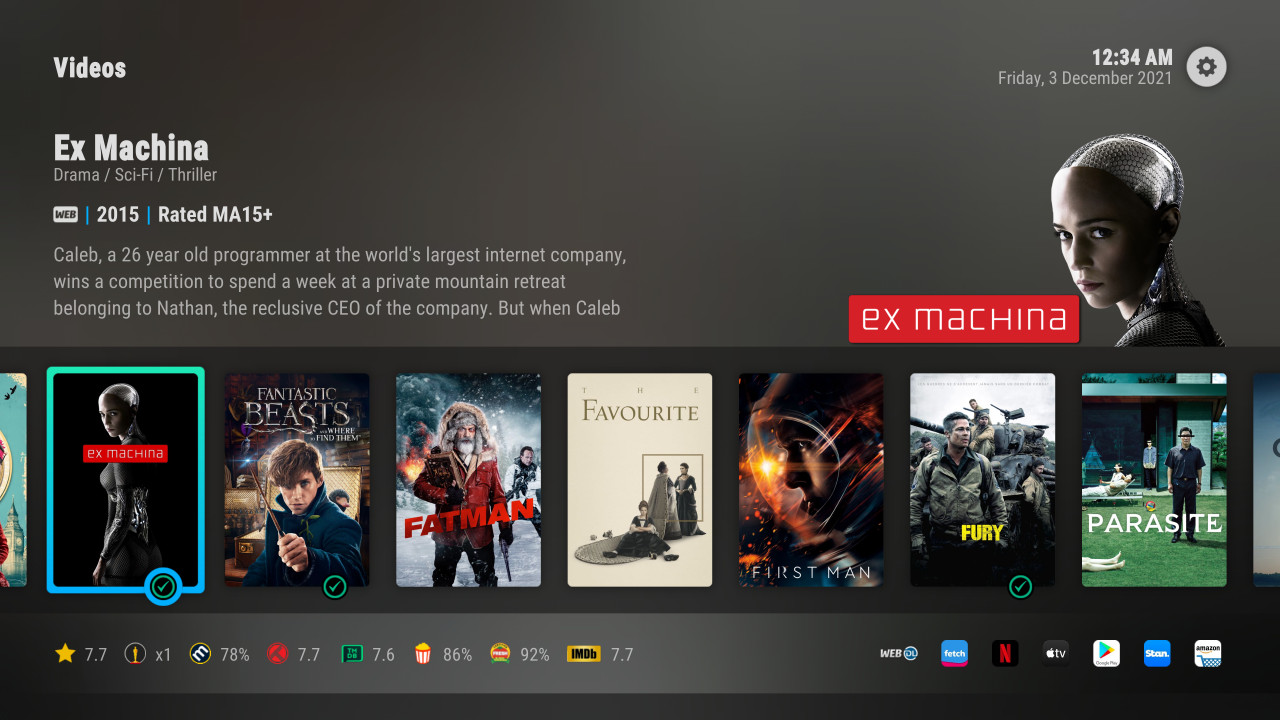 Videos
12:34 AM
Friday, 3 December 2021
Ex Machina
Drama / Sci-Fi / Thriller
WEB | 2015 | Rated MA15+
Caleb, a 26 year old programmer at the world's largest internet company,
wins a competition to spend a week at a private mountain retreat
belonging to Nathan, the reclusive CEO of the company. But when Caleb
ex machina
ex machina
FANTASTIC
BEASTS
AND WHERE
TO FIND THEM
FATMAN
THE
FAVOURITE
FIRST MAN
FURY
PARASITE
7.7 x1 78% 7.7 THE DB 7.6 86% FRESH 92% IMDb 7.7
WEB DL fetch N tv Google Play Stan. amazon